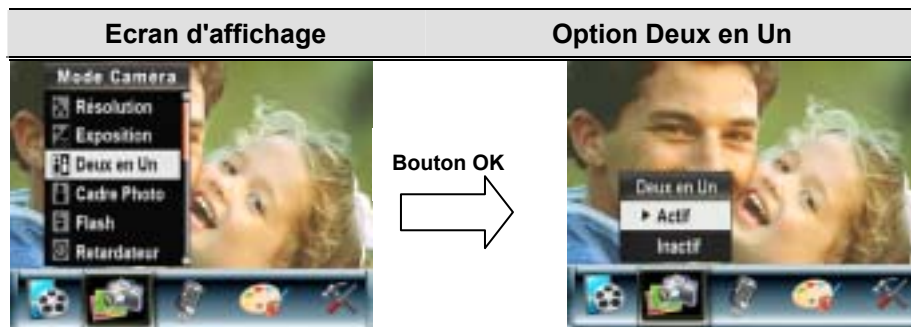 Ecran d'affichage
Option Deux en Un
Mode Caméra
Résolution
Exposition
Deux en Un
Cadre Photo
Flash
Retardateur
Bouton OK
Deux en Un
Actif
Inactif